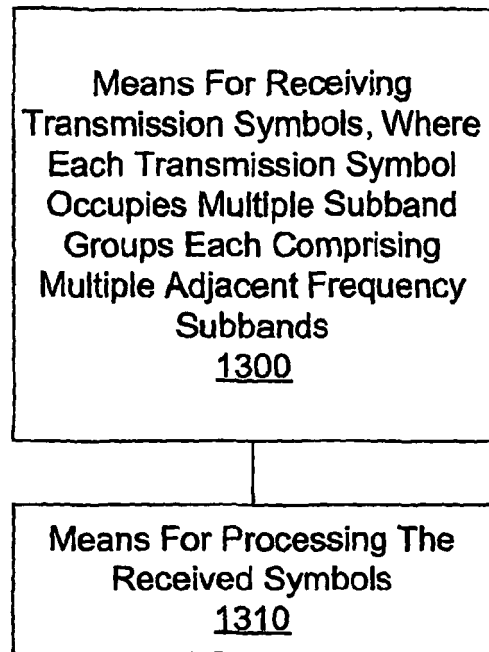 Means For Receiving
Transmission Symbols, Where
Each Transmission Symbol
Occupies Multiple Subband
Groups Each Comprising
Multiple Adjacent Frequency
Subbands
1300
Means For Processing The
Received Symbols
1310